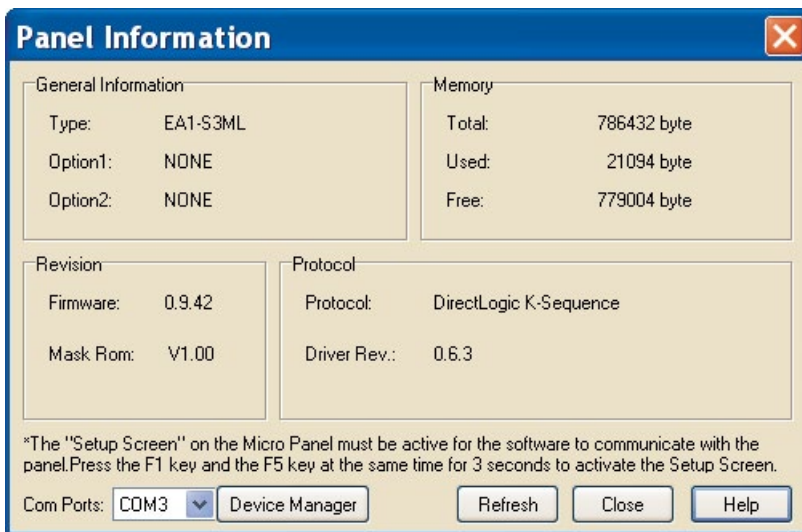 Panel Information
General Information
Type: EA1-S3ML
Option1: NONE
Option2: NONE
Memory
Total: 786432 byte
Used: 21094 byte
Free: 779004 byte
Revision
Firmware: 0.9.42
Mask Rom: V1.00
Protocol
Protocol: DirectLogic K-Sequence
Driver Rev.: 0.6.3
*The "Setup Screen" on the Micro Panel must be active for the software to communicate with the
panel.Press the F1 key and the F5 key at the same time for 3 seconds to activate the Setup Screen.
Com Ports: COM3 Device Manager Refresh Close Help